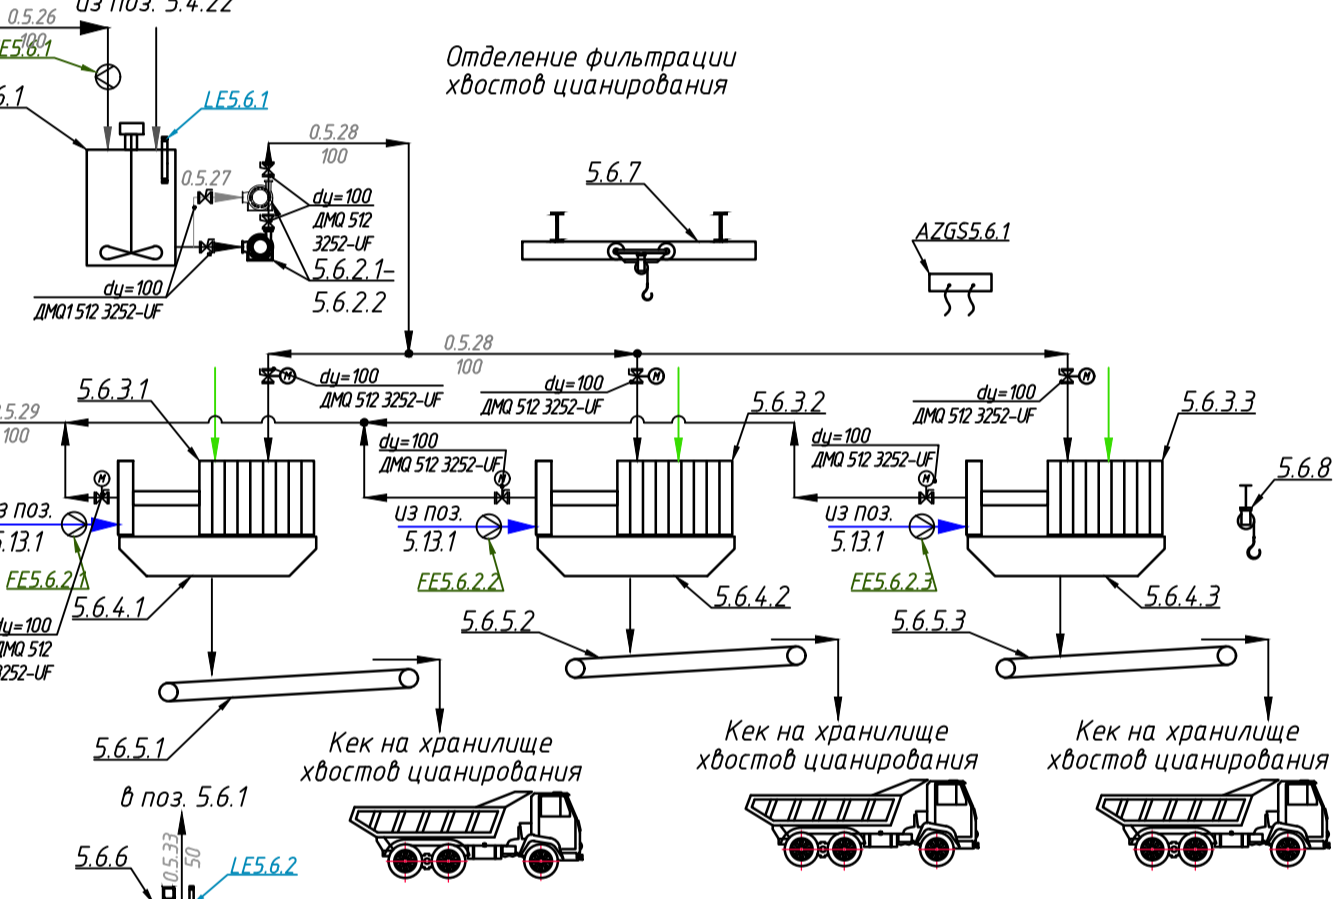 из поз. 5.4.22
0.5.26
100
E5.6.1
6.1
LE5.6.1
Отделение фильтрации
хвостов цианирования
0.5.28
100
0.5.27
dy=100
ДМQ 512
3252-UF
5.6.2.1-
5.6.2.2
dy=100
ДМQ1 512 3252-UF
5.6.7
AZGS5.6.1
0.5.28
100
5.6.3.1
dy=100
ДМQ 512 3252-UF
dy=100
ДМQ 512 3252-UF
5.6.3.2
dy=100
ДМQ 512 3252-UF
5.6.3.3
0.5.29
100
М
М
М
dy=100
ДМQ 512 3252-UF
dy=100
ДМQ 512 3252-UF
М
М
М
5.6.8
из поз.
5.13.1
из поз.
5.13.1
из поз.
5.13.1
FE5.6.2.1
FE5.6.2.2
FE5.6.2.3
5.6.4.1
5.6.4.2
5.6.4.3
dy=100
ДМQ 512
3252-UF
5.6.5.2
5.6.5.3
5.6.5.1
Кек на хранилище
хвостов цианирования
Кек на хранилище
хвостов цианирования
Кек на хранилище
хвостов цианирования
в поз. 5.6.1
0.5.33
50
5.6.6
LE5.6.2